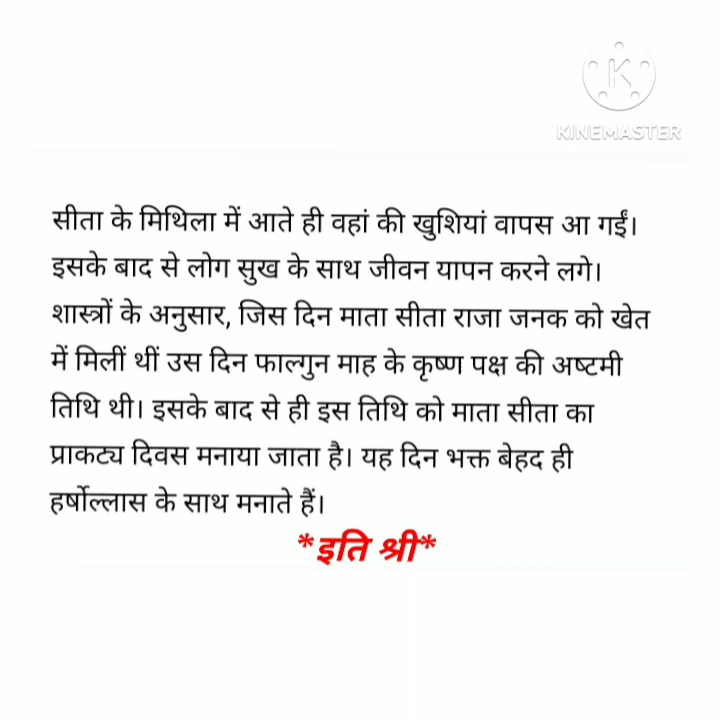 K
KINEMASTER
सीता के मिथिला में आते ही वहां की खुशियां वापस आ गईं।
इसके बाद से लोग सुख के साथ जीवन यापन करने लगे।
शास्त्रों के अनुसार, जिस दिन माता सीता राजा जनक को खेत
में मिलीं थीं उस दिन फाल्गुन माह के कृष्ण पक्ष की अष्टमी
तिथि थी। इसके बाद से ही इस तिथि को माता सीता का
प्राकट्य दिवस मनाया जाता है। यह दिन भक्त बेहद ही
हर्षोल्लास के साथ मनाते हैं।
*इति श्री*